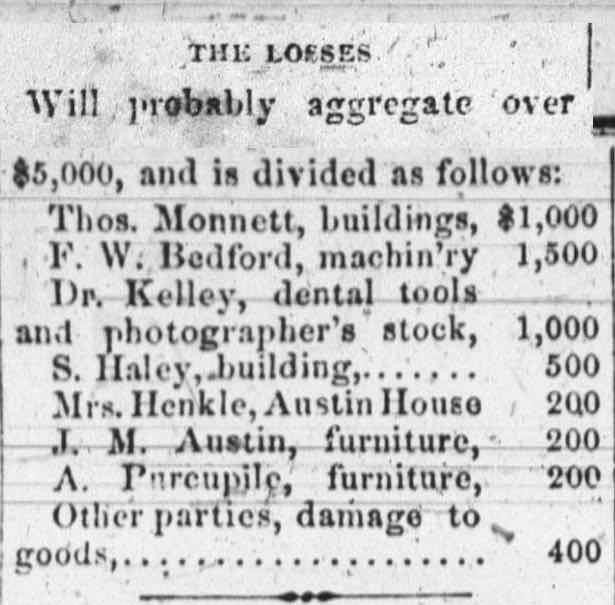 THE LOSSES
Will probably aggregate over
$5,000, and is divided as follows:
Thos. Monnett, buildings, $1,000
F. W. Bedford, machin'ry 1,500
Dr. Kelley, dental tools
and photographer's stock, 1,000
S. Haley, building,....... 500
Mrs. Henkle, Austin House 200
J. M. Austin, furniture, 200
A. Purcupile, furniture, 200
Other parties, damage to
goods,..................... 400